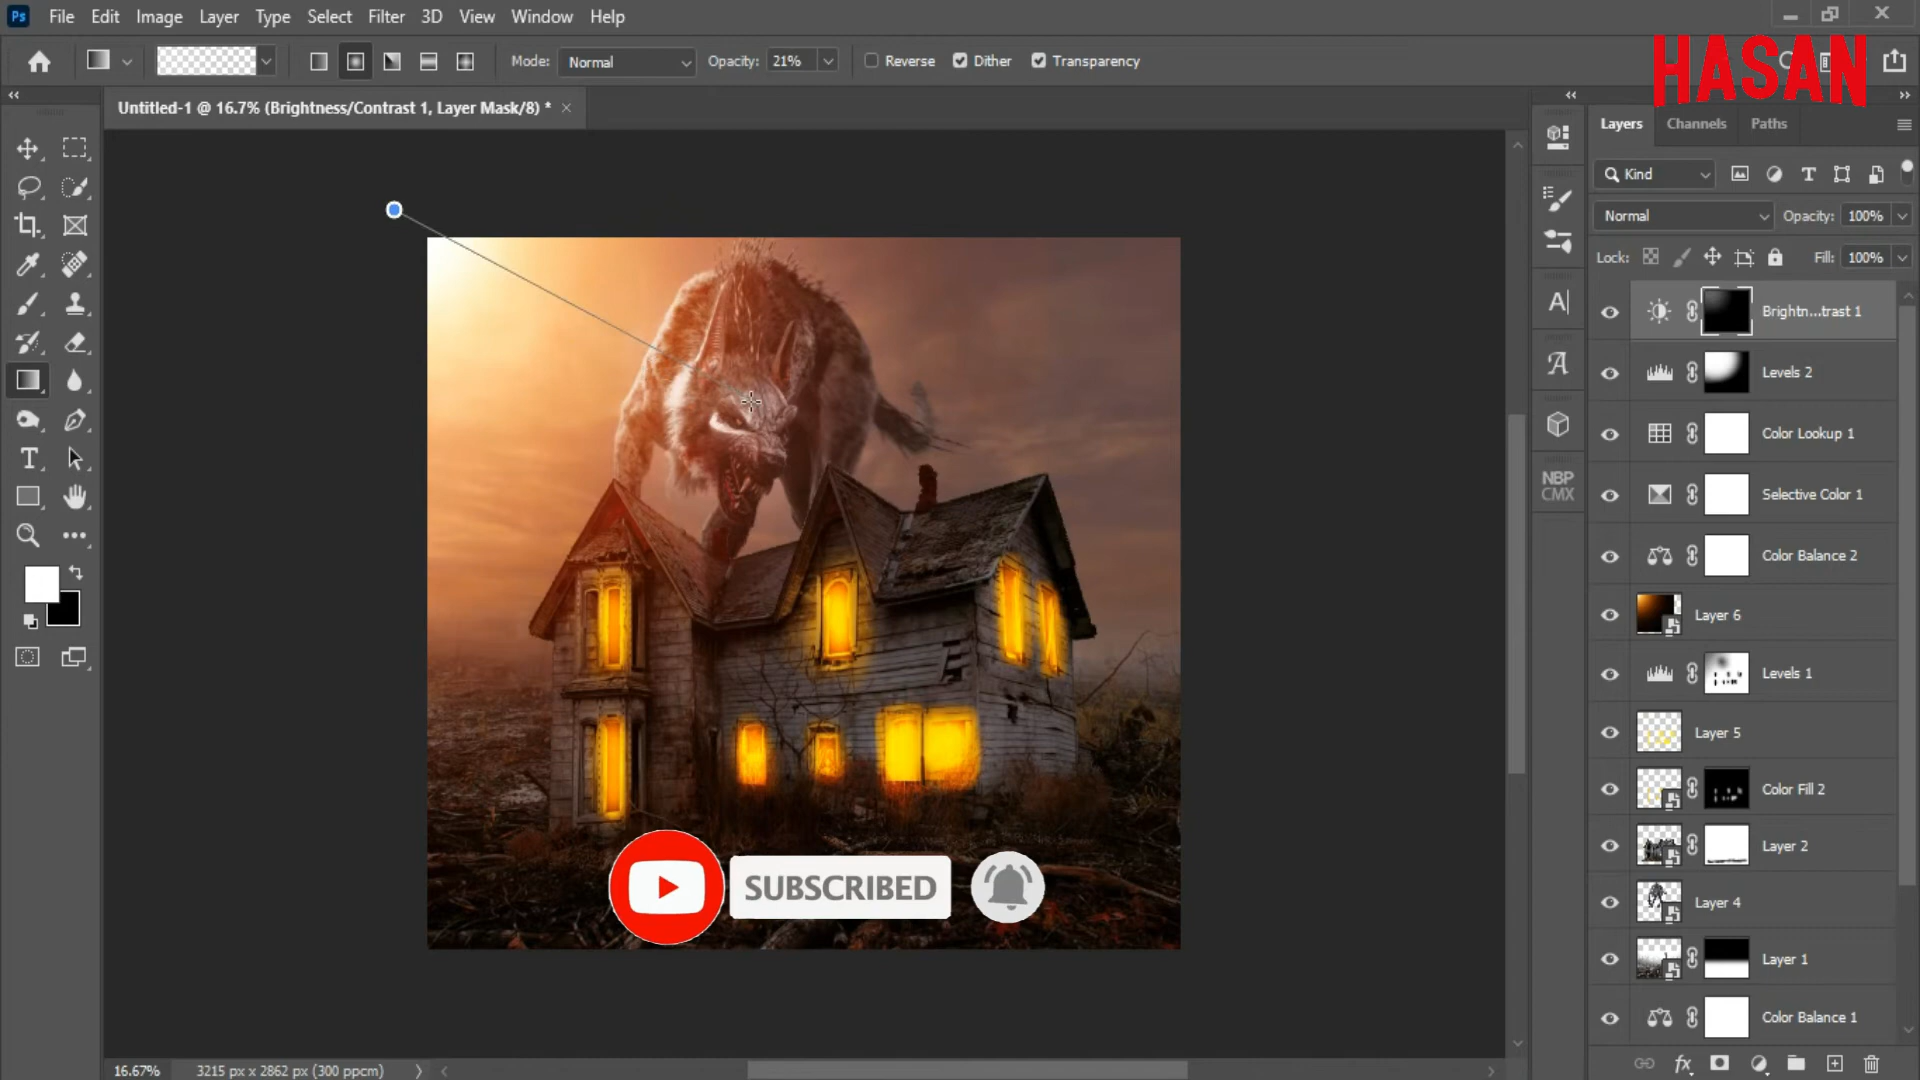 Ps File Edit Image Layer Type Select Filter 3D View Window Help
Mode: Normal Opacity: 21% Reverse Dither Transparency
HASAN
Untitled-1 @ 16.7% (Brightness/Contrast 1, Layer Mask/8) * ×
Layers Channels Paths
Kind
Normal Opacity: 100%
Lock: Fill: 100%
Brightn...trast 1
Levels 2
Color Lookup 1
Selective Color 1
Color Balance 2
Layer 6
Levels 1
Layer 5
Color Fill 2
Layer 2
Layer 4
Layer 1
Color Balance 1
NBP
CMX
SUBSCRIBED
16.67% 3215 px x 2862 px (300 ppcm)